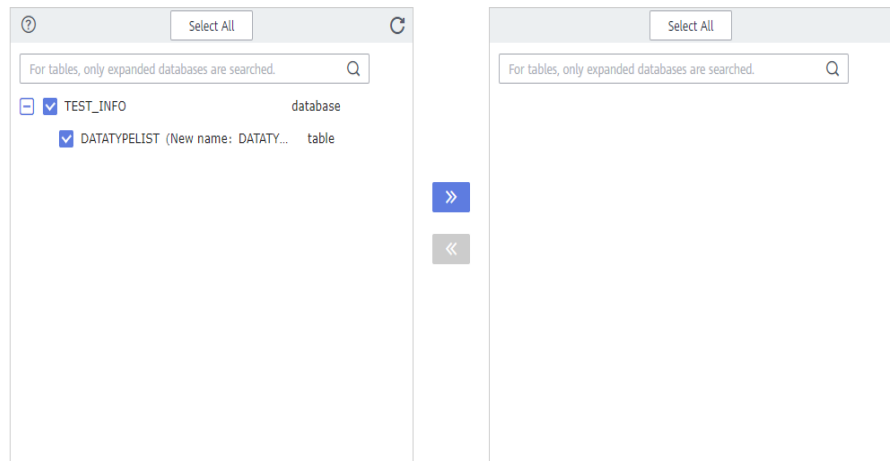 Select All
For tables, only expanded databases are searched.
TEST_INFO database
DATATYPELIST (New name: DATATY... table
Select All
For tables, only expanded databases are searched.